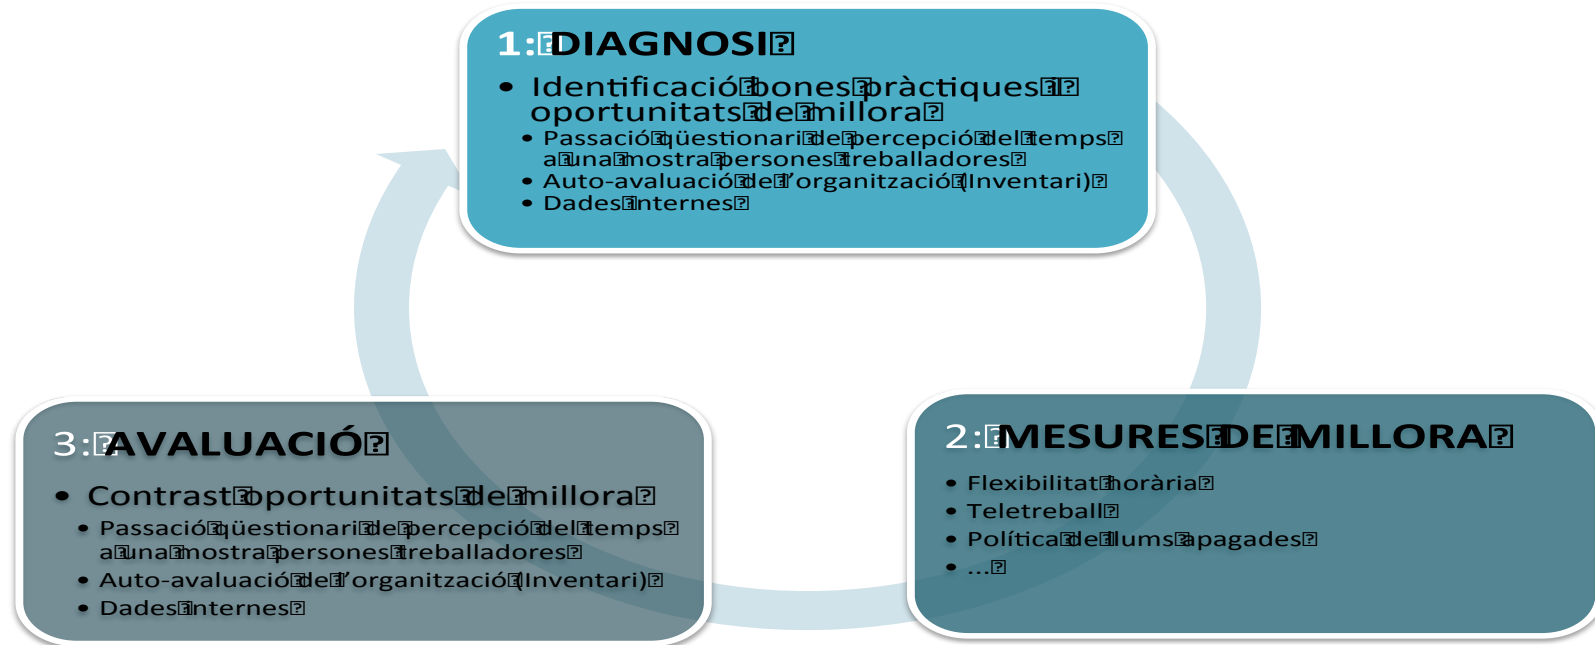 1: DIAGNOSI
• Identificació bones pràctiques i
oportunitats de millora
• Passació qüestionari de percepció del temps
a una mostra persones treballadores
• Auto-avaluació de l’organització (Inventari)
• Dades internes
2: MESURES DE MILLORA
• Flexibilitat horària
• Teletreball
• Política de llums apagades
• ...
3: AVALUACIÓ
• Contrast oportunitats de millora
• Passació qüestionari de percepció del temps
a una mostra persones treballadores
• Auto-avaluació de l’organització (Inventari)
• Dades internes